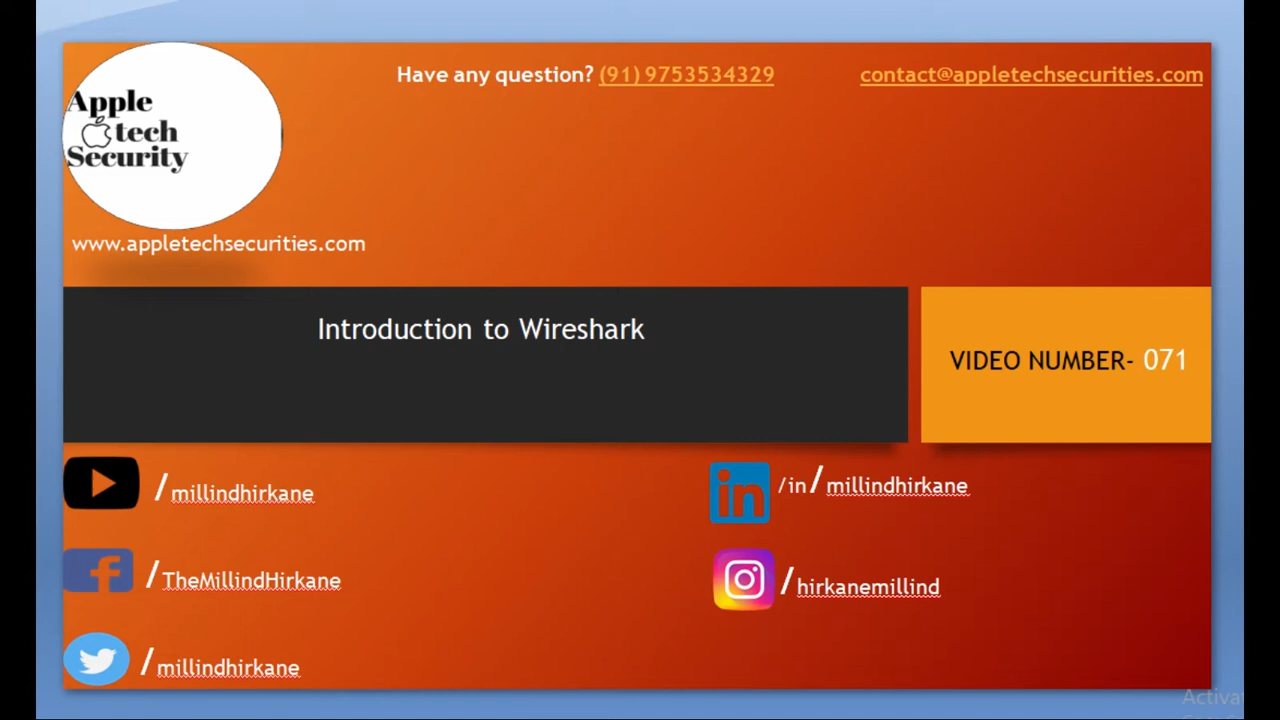 Have any question? (91) 9753534329
contact@appletechsecurities.com
Apple
tech
Security
www.appletechsecurities.com
Introduction to Wireshark
VIDEO NUMBER- 071
/millindhirkane
/in/millindhirkane
/TheMillindHirkane
/hirkanemillind
/millindhirkane